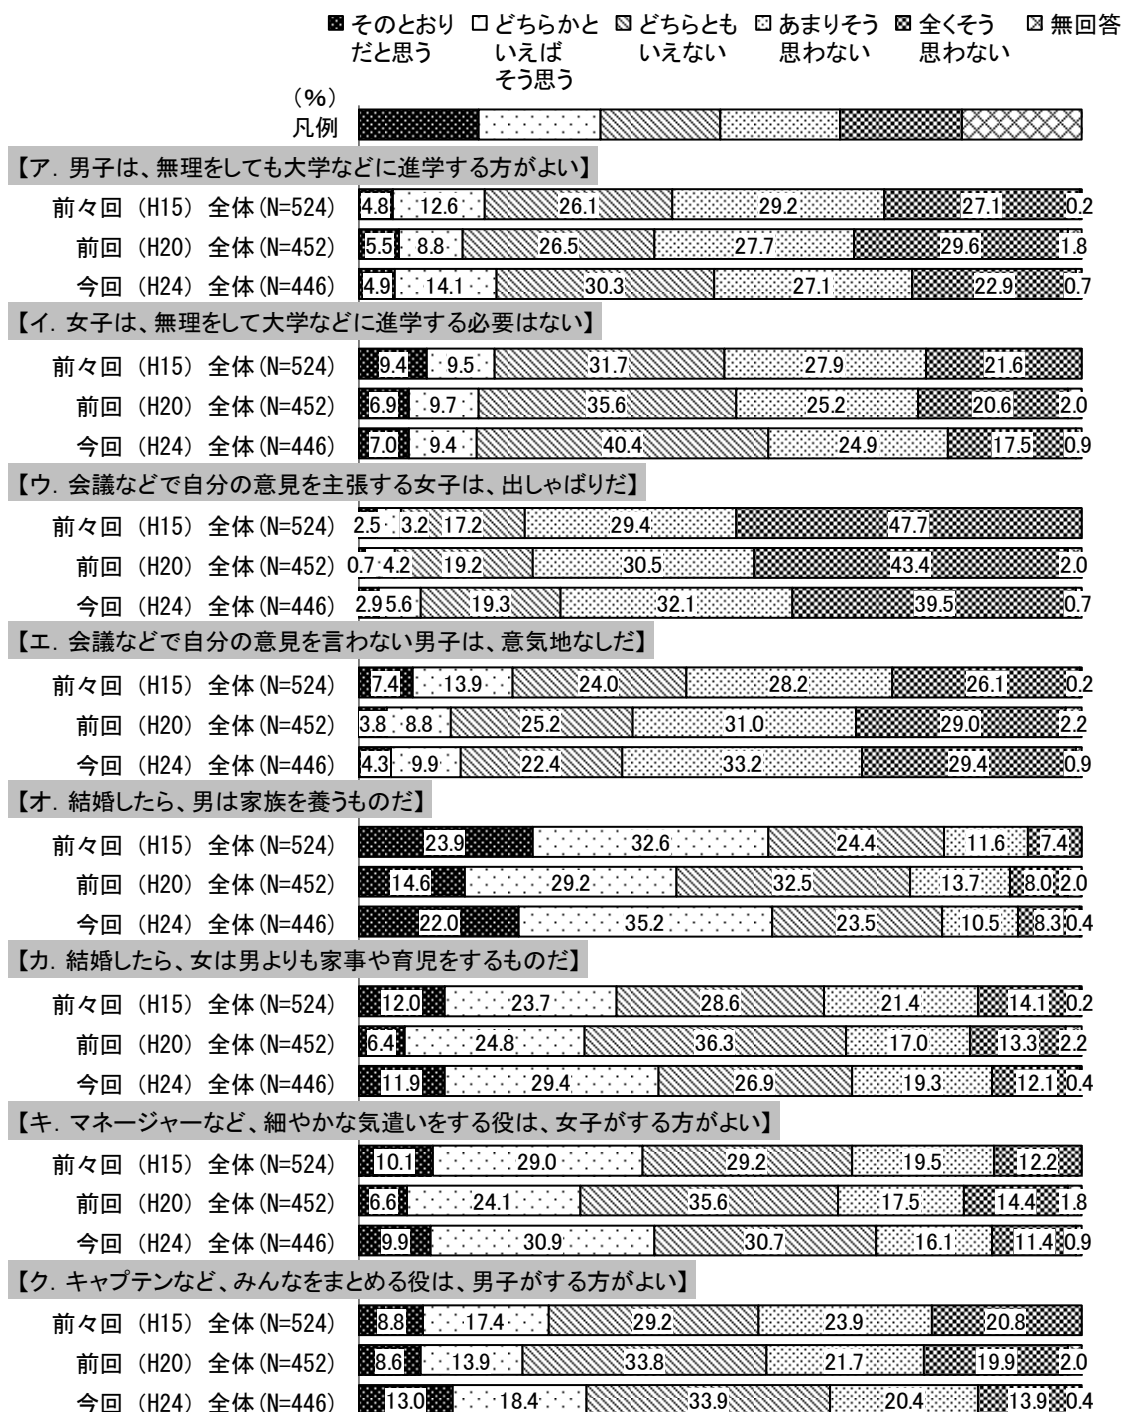 そのとおりだと思う どちらかといえばそう思う どちらともいえない あまりそう思わない 全くそう思わない 無回答
(%)
凡例
【ア．男子は、無理をしても大学などに進学する方がよい】
前々回（H15）全体(N=524) 4.8 12.6 26.1 29.2 27.1 0.2
前回（H20）全体(N=452) 5.5 8.8 26.5 27.7 29.6 1.8
今回（H24）全体(N=446) 4.9 14.1 30.3 27.1 22.9 0.7
【イ．女子は、無理をして大学などに進学する必要はない】
前々回（H15）全体(N=524) 9.4 9.5 31.7 27.9 21.6
前回（H20）全体(N=452) 6.9 9.7 35.6 25.2 20.6 2.0
今回（H24）全体(N=446) 7.0 9.4 40.4 24.9 17.5 0.9
【ウ．会議などで自分の意見を主張する女子は、出しゃばりだ】
前々回（H15）全体(N=524) 2.5 3.2 17.2 29.4 47.7
前回（H20）全体(N=452) 0.7 4.2 19.2 30.5 43.4 2.0
今回（H24）全体(N=446) 2.9 5.6 19.3 32.1 39.5 0.7
【エ．会議などで自分の意見を言わない男子は、意気地なしだ】
前々回（H15）全体(N=524) 7.4 13.9 24.0 28.2 26.1 0.2
前回（H20）全体(N=452) 3.8 8.8 25.2 31.0 29.0 2.2
今回（H24）全体(N=446) 4.3 9.9 22.4 33.2 29.4 0.9
【オ．結婚したら、男は家族を養うものだ】
前々回（H15）全体(N=524) 23.9 32.6 24.4 11.6 7.4
前回（H20）全体(N=452) 14.6 29.2 32.5 13.7 8.0 2.0
今回（H24）全体(N=446) 22.0 35.2 23.5 10.5 8.3 0.4
【カ．結婚したら、女は男よりも家事や育児をするものだ】
前々回（H15）全体(N=524) 12.0 23.7 28.6 21.4 14.1 0.2
前回（H20）全体(N=452) 6.4 24.8 36.3 17.0 13.3 2.2
今回（H24）全体(N=446) 11.9 29.4 26.9 19.3 12.1 0.4
【キ．マネージャーなど、細やかな気遣いをする役は、女子がする方がよい】
前々回（H15）全体(N=524) 10.1 29.0 29.2 19.5 12.2
前回（H20）全体(N=452) 6.6 24.1 35.6 17.5 14.4 1.8
今回（H24）全体(N=446) 9.9 30.9 30.7 16.1 11.4 0.9
【ク．キャプテンなど、みんなをまとめる役は、男子がする方がよい】
前々回（H15）全体(N=524) 8.8 17.4 29.2 23.9 20.8
前回（H20）全体(N=452) 8.6 13.9 33.8 21.7 19.9 2.0
今回（H24）全体(N=446) 13.0 18.4 33.9 20.4 13.9 0.4